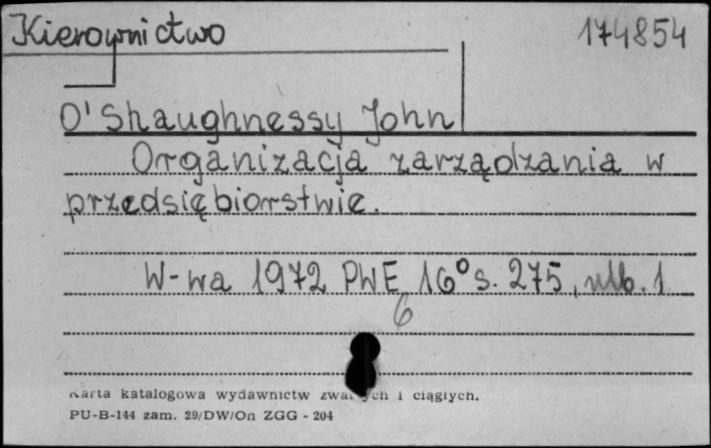 Kierownictwo 174854
O'Shaughnessy John
Organizacja zarządzania w
przedsiębiorstwie.
W-wa 1972 PWE 16° s. 275, nlb. 1
6
Karta katalogowa wydawnictw zwartych i ciągłych.
PU-B-144 zam. 29/DW/On ZGG - 204